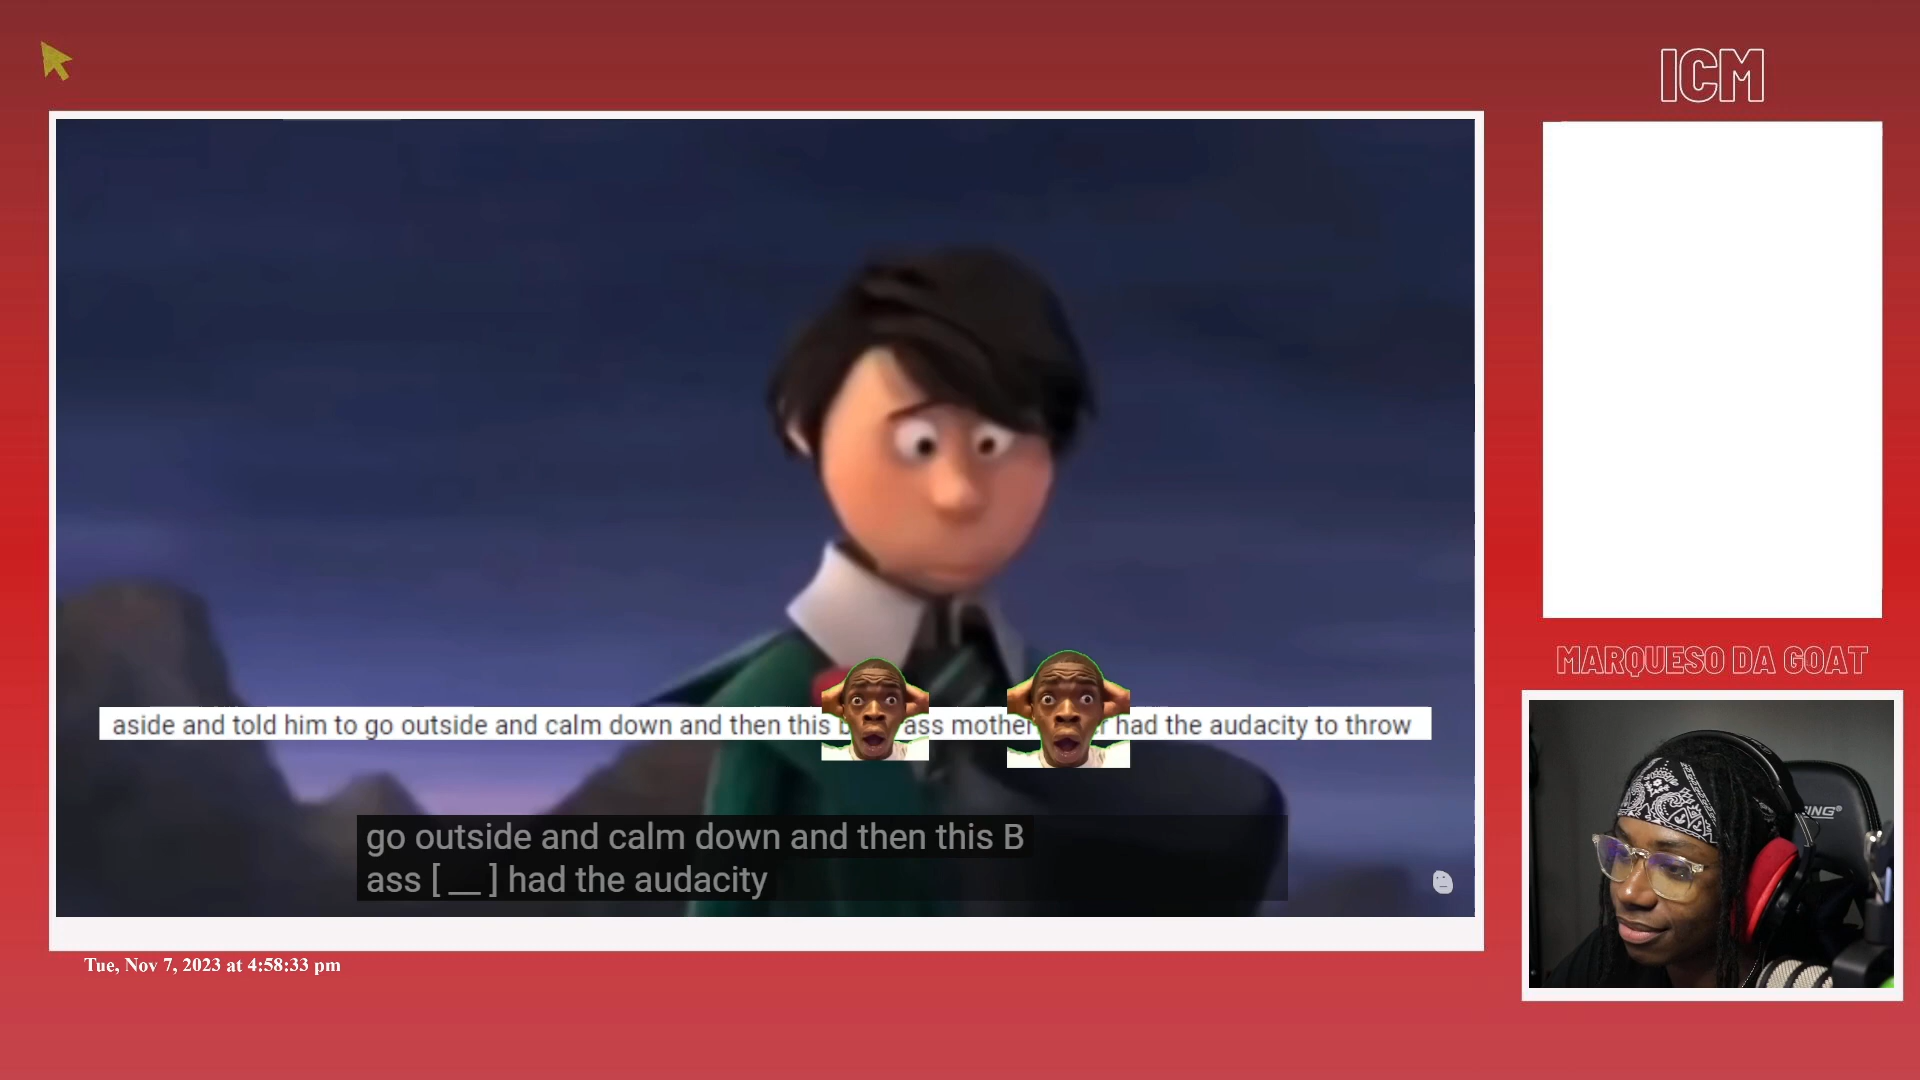 ICM
aside and told him to go outside and calm down and then this b ass mother r had the audacity to throw
go outside and calm down and then this B
ass [ __ ] had the audacity
Tue, Nov 7, 2023 at 4:58:33 pm
MARQUESO DA GOAT
ING